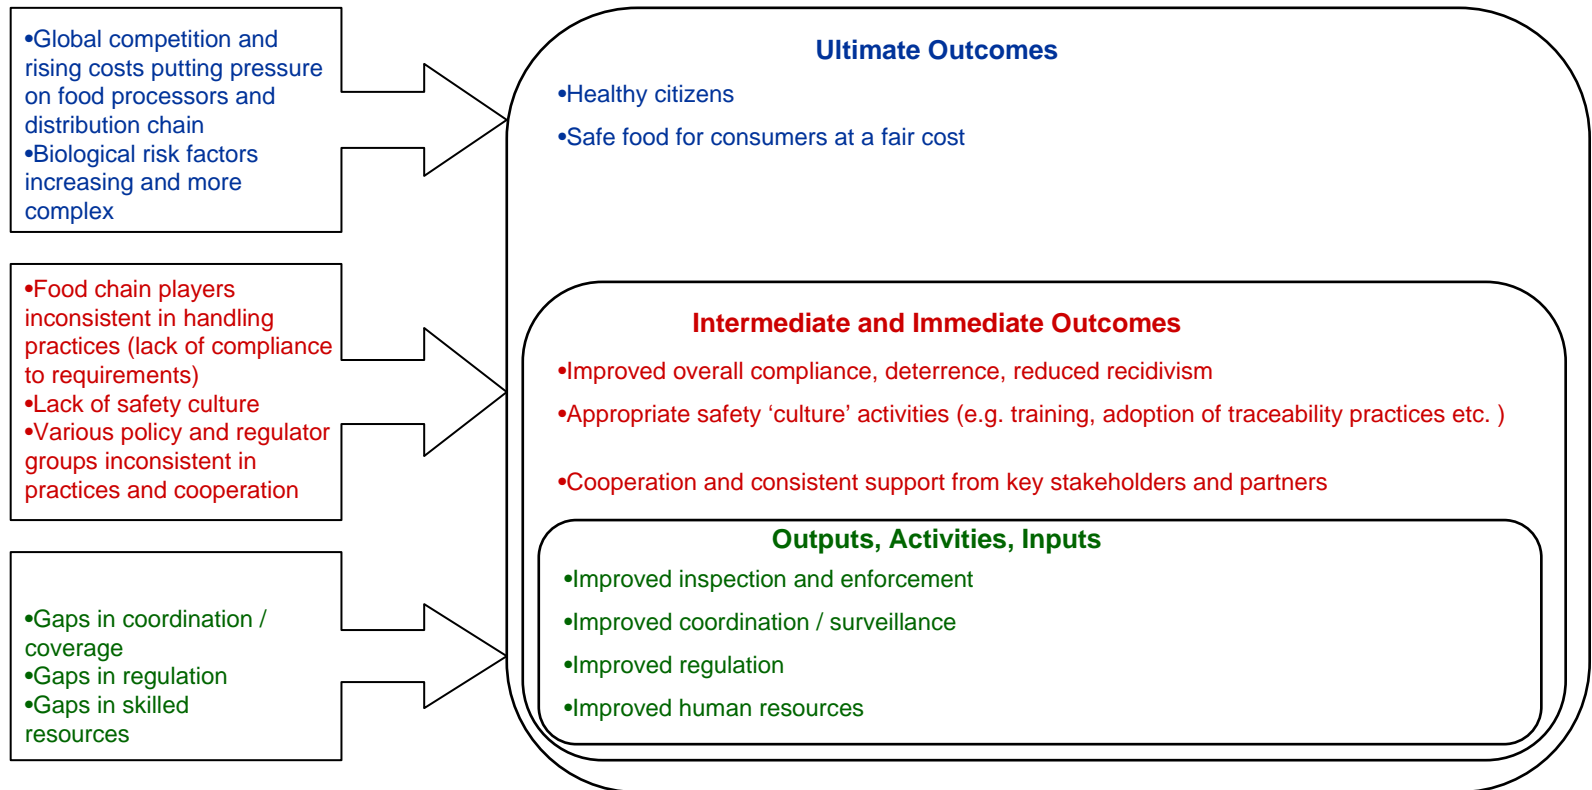 •Global competition and
rising costs putting pressure
on food processors and
distribution chain
•Biological risk factors
increasing and more
complex
Ultimate Outcomes
•Healthy citizens
•Safe food for consumers at a fair cost
•Food chain players
inconsistent in handling
practices (lack of compliance
to requirements)
•Lack of safety culture
•Various policy and regulator
groups inconsistent in
practices and cooperation
Intermediate and Immediate Outcomes
•Improved overall compliance, deterrence, reduced recidivism
•Appropriate safety ‘culture’ activities (e.g. training, adoption of traceability practices etc. )
•Cooperation and consistent support from key stakeholders and partners
•Gaps in coordination /
coverage
•Gaps in regulation
•Gaps in skilled
resources
Outputs, Activities, Inputs
•Improved inspection and enforcement
•Improved coordination / surveillance
•Improved regulation
•Improved human resources